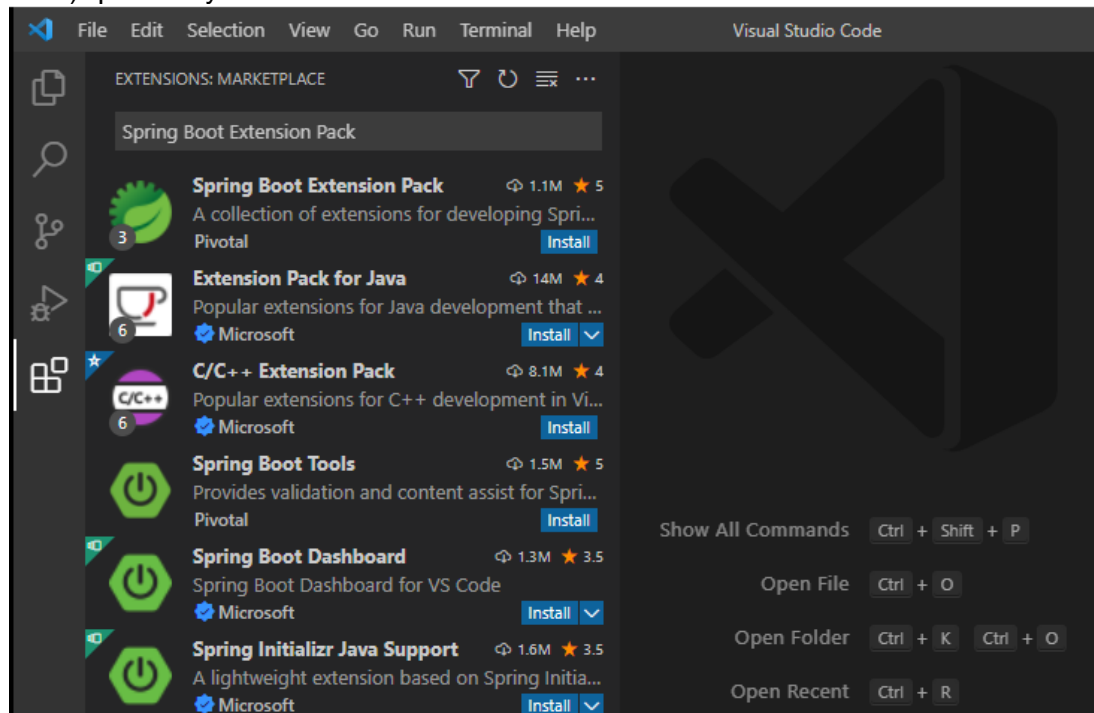 File Edit Selection View Go Run Terminal Help Visual Studio Code
EXTENSIONS: MARKETPLACE
Spring Boot Extension Pack
Spring Boot Extension Pack 1.1M 5
A collection of extensions for developing Spri...
3
Pivotal Install
Extension Pack for Java 14M 4
Popular extensions for Java development that ...
6
Microsoft Install
C/C++ Extension Pack 8.1M 4
C/C++
Popular extensions for C++ development in Vi...
6
Microsoft Install
Spring Boot Tools 1.5M 5
Provides validation and content assist for Spri...
Pivotal Install
Spring Boot Dashboard 1.3M 3.5
Spring Boot Dashboard for VS Code
Microsoft Install
Spring Initializr Java Support 1.6M 3.5
A lightweight extension based on Spring Initia...
Microsoft Install
Show All Commands Ctrl + Shift + P
Open File Ctrl + O
Open Folder Ctrl + K Ctrl + O
Open Recent Ctrl + R